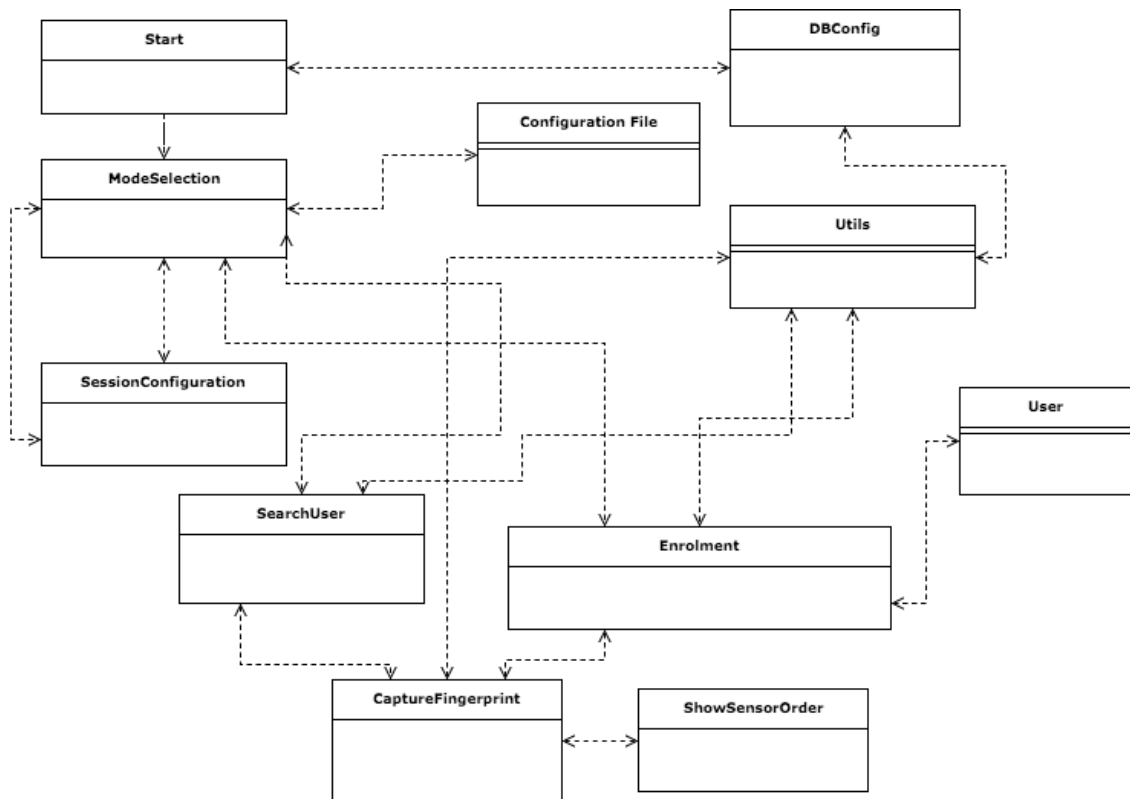 Start
DBConfig
Configuration File
ModeSelection
Utils
SessionConfiguration
User
SearchUser
Enrolment
CaptureFingerprint
ShowSensorOrder